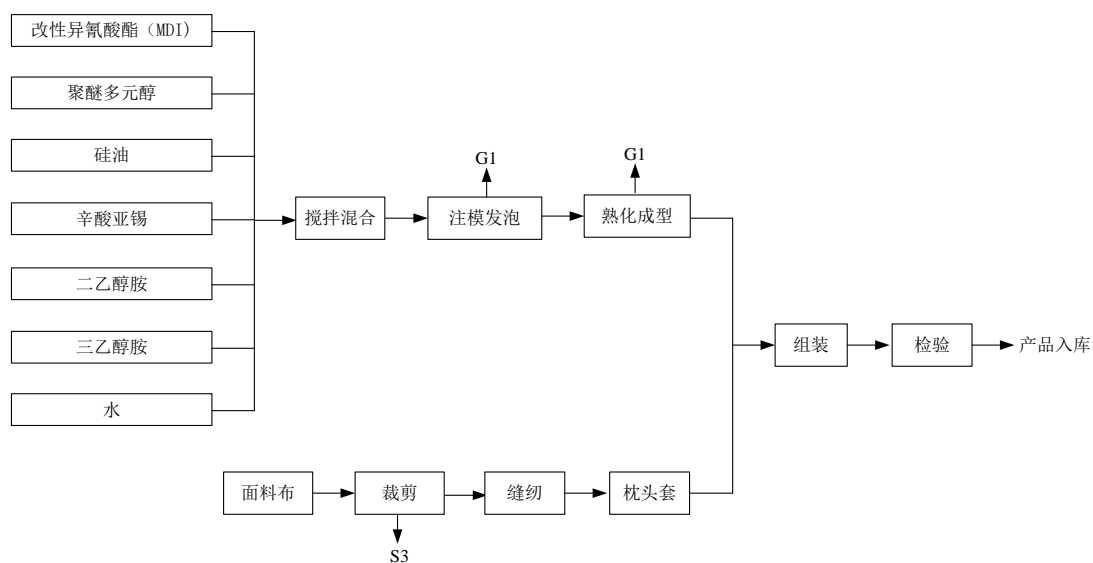 改性异氰酸酯（MDI)
聚醚多元醇
硅油
辛酸亚锡
二乙醇胺
三乙醇胺
水
搅拌混合
G1
注模发泡
G1
熟化成型
组装
检验
产品入库
面料布
裁剪
S3
缝纫
枕头套